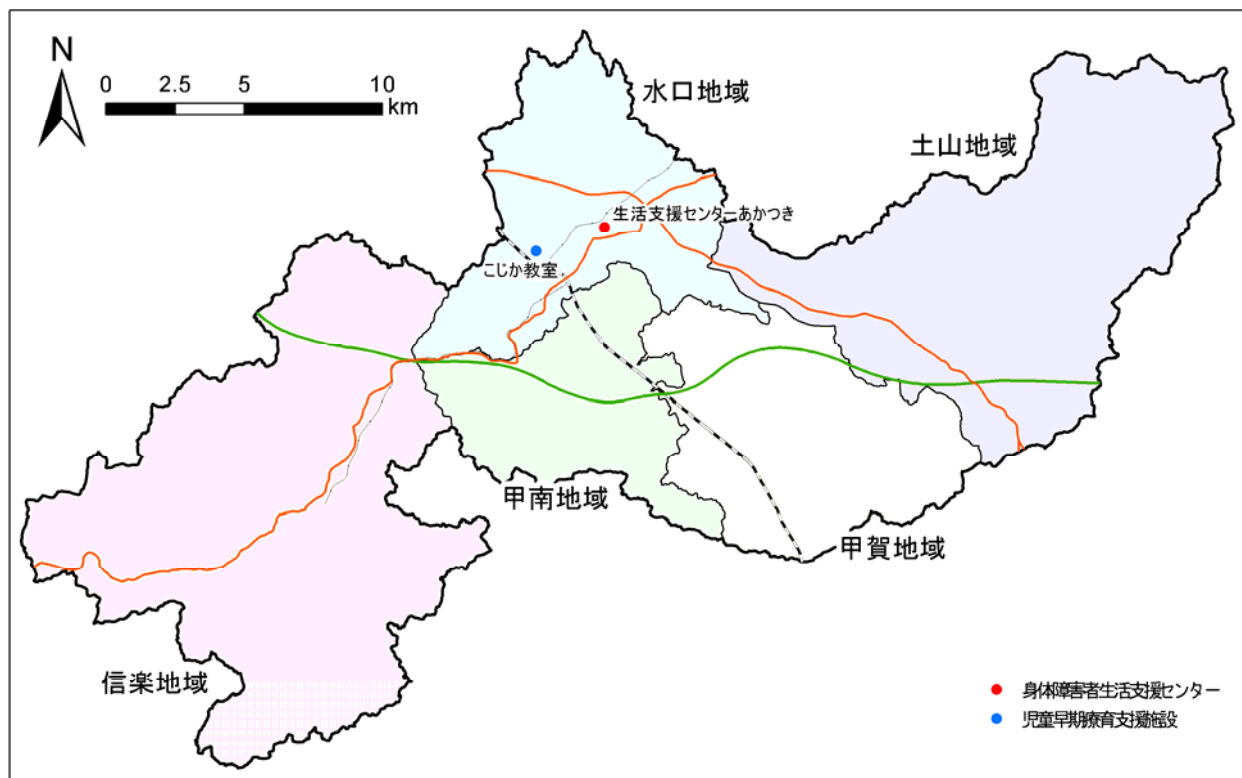 N
0 2.5 5 10
km
水口地域
土山地域
生活支援センターあかつき
こじか教室
甲南地域
甲賀地域
信楽地域
身体障害者生活支援センター
児童早期療育支援施設